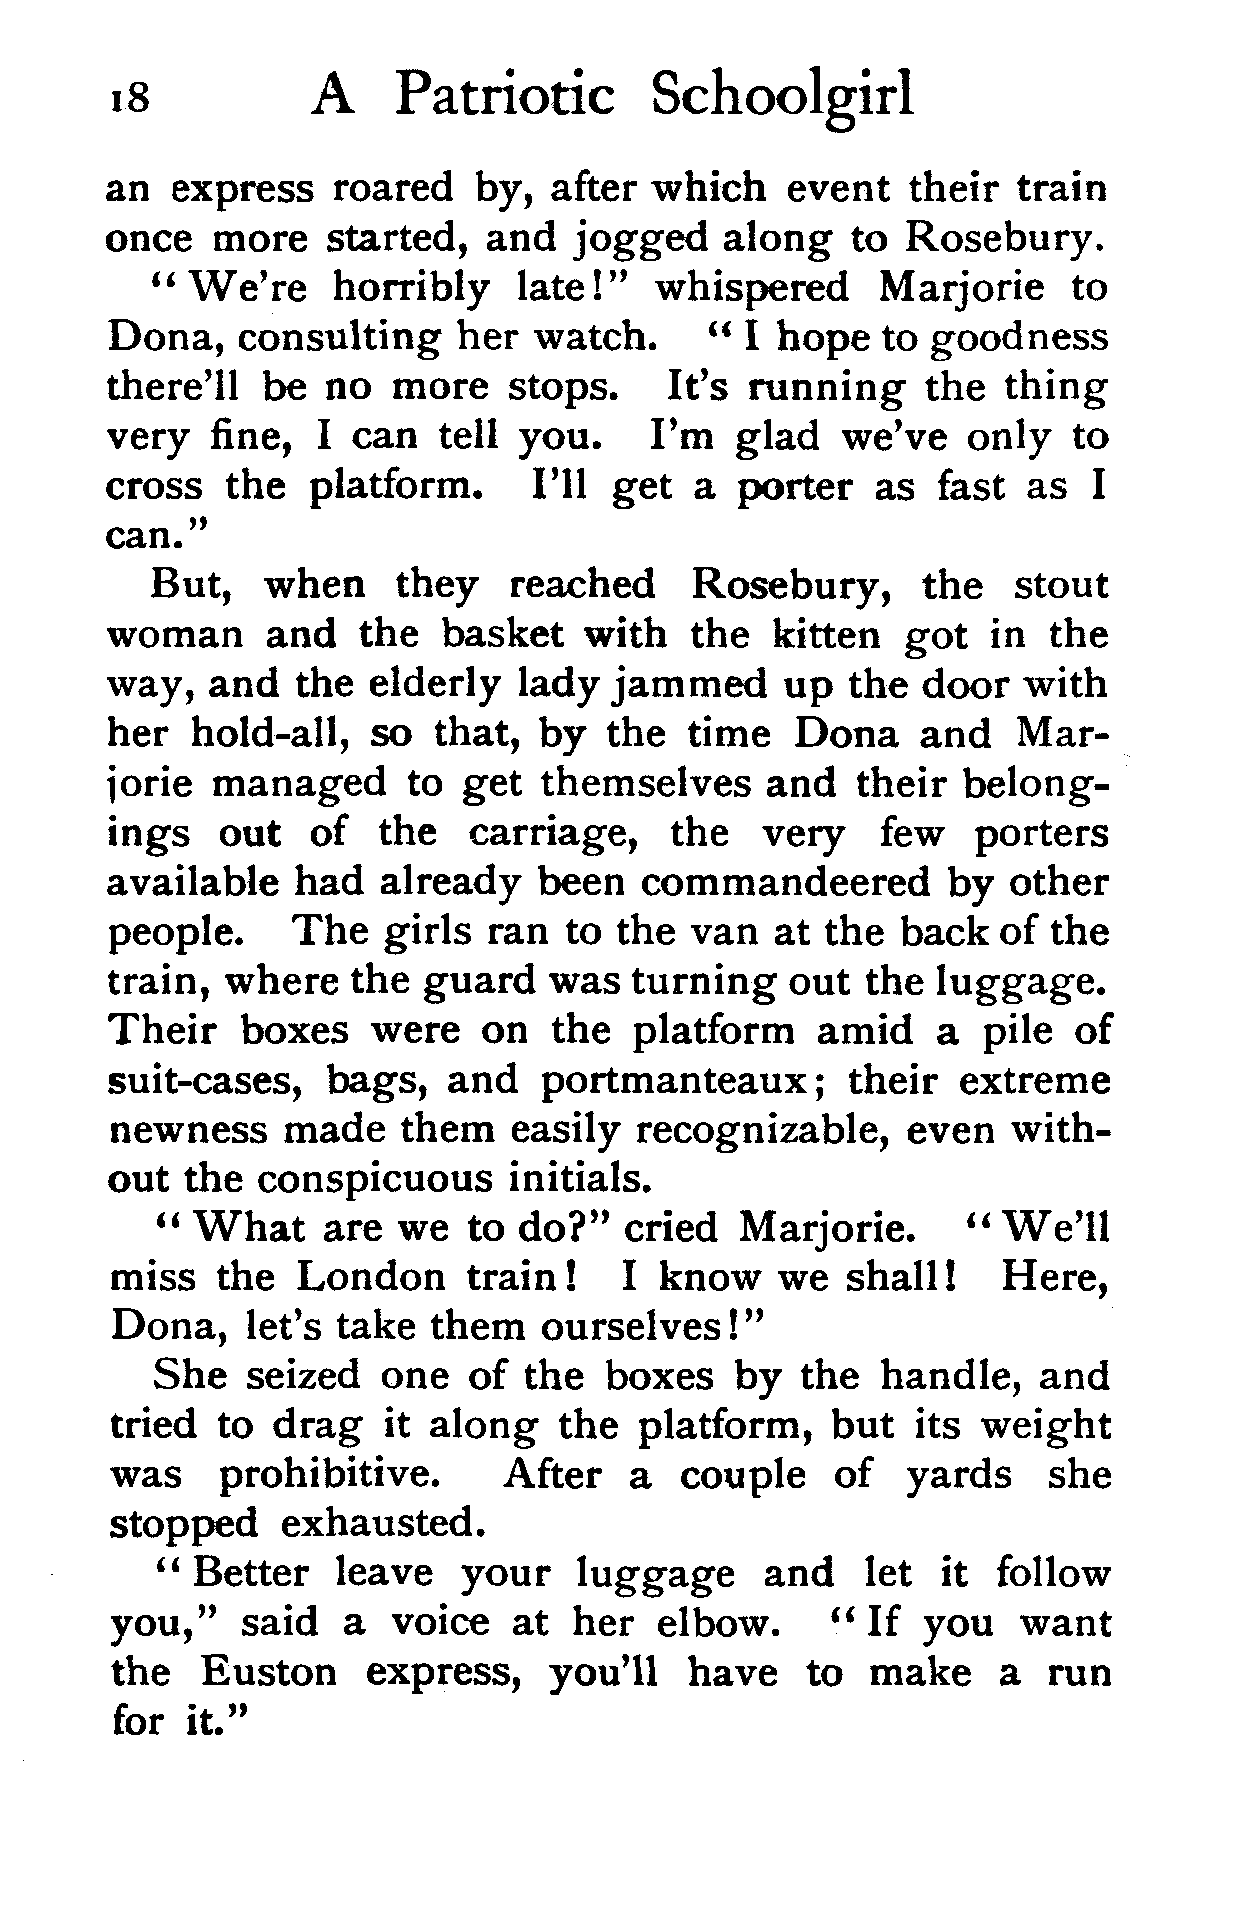 18 A Patriotic Schoolgirl
an express roared by, after which event their train
once more started, and jogged along to Rosebury.
“We're horribly late!” whispered Marjorie to
Dona, consulting her watch. “I hope to goodness
there'll be no more stops. It's running the thing
very fine, I can tell you. I'm glad we've only to
cross the platform. I'll get a porter as fast as I
can.”
But, when they reached Rosebury, the stout
woman and the basket with the kitten got in the
way, and the elderly lady jammed up the door with
her hold-all, so that, by the time Dona and Mar-
jorie managed to get themselves and their belong-
ings out of the carriage, the very few porters
available had already been commandeered by other
people. The girls ran to the van at the back of the
train, where the guard was turning out the luggage.
Their boxes were on the platform amid a pile of
suit-cases, bags, and portmanteaux; their extreme
newness made them easily recognizable, even with-
out the conspicuous initials.
“What are we to do?” cried Marjorie. “We'll
miss the London train! I know we shall! Here,
Dona, let's take them ourselves!”
She seized one of the boxes by the handle, and
tried to drag it along the platform, but its weight
was prohibitive. After a couple of yards she
stopped exhausted.
“Better leave your luggage and let it follow
you,” said a voice at her elbow. “If you want
the Euston express, you'll have to make a run
for it.”